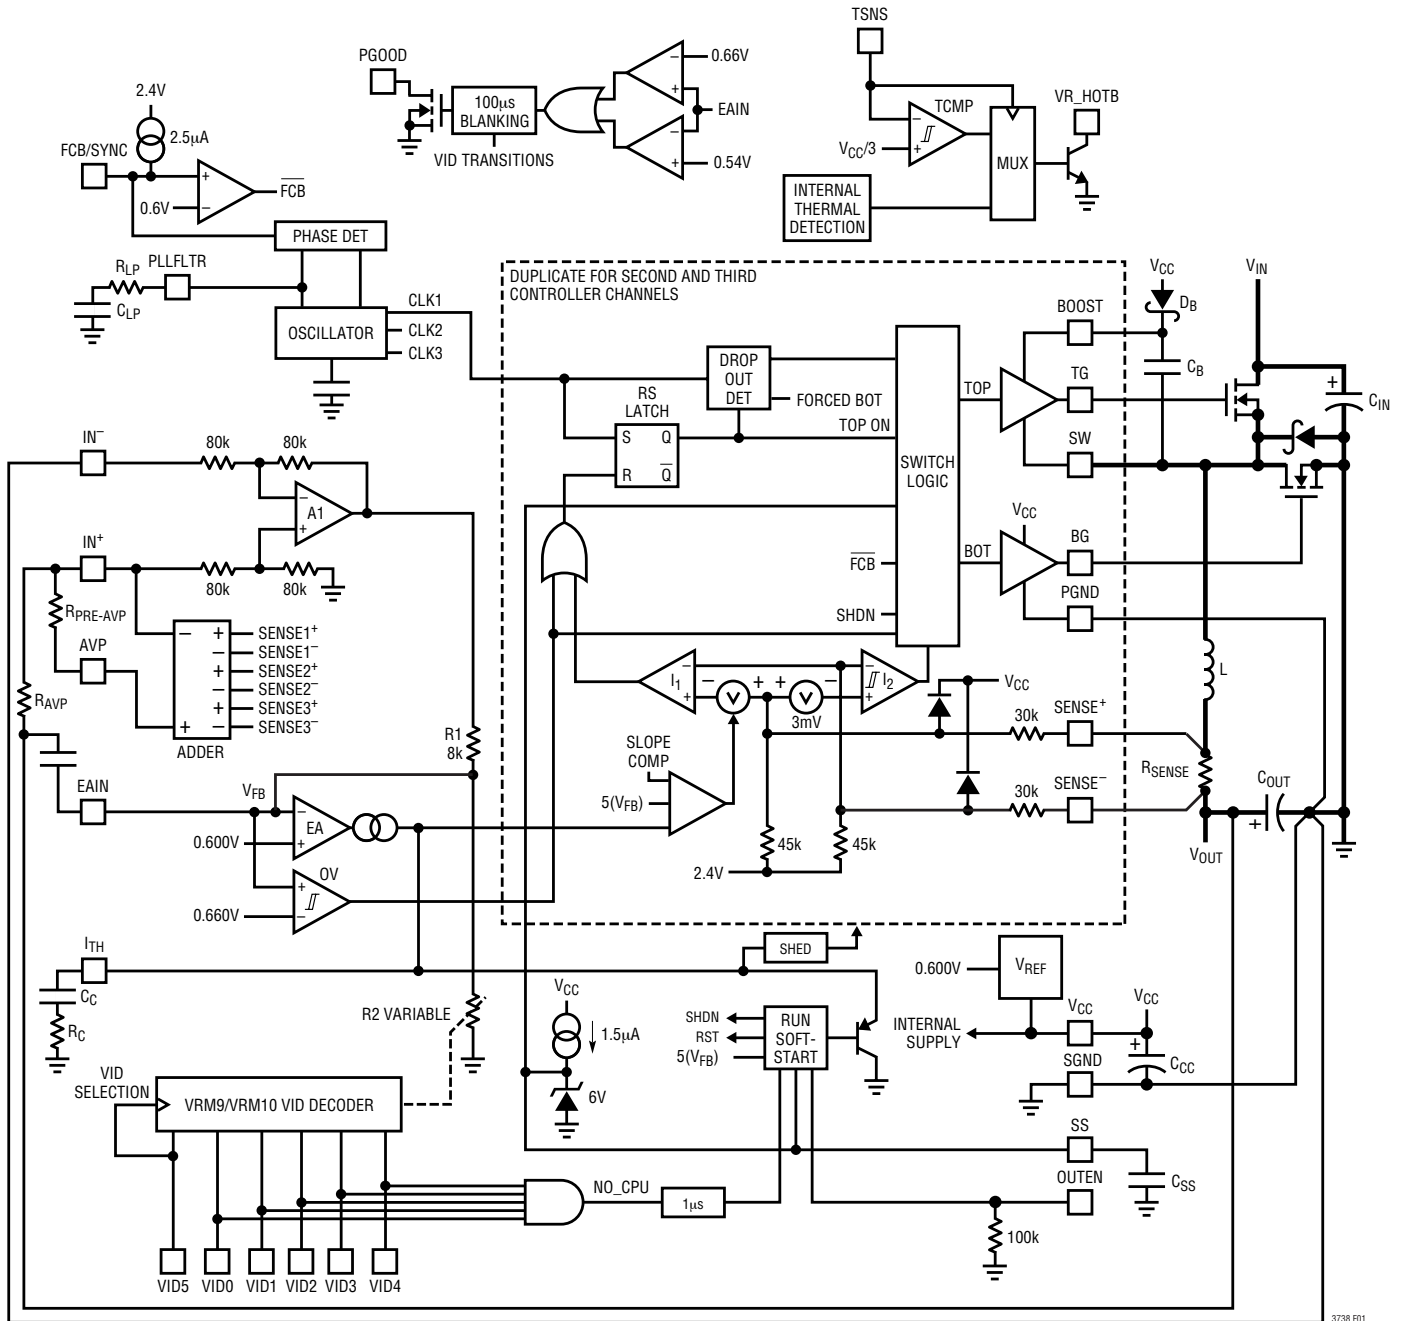 TSNS
PGOOD
0.66V
2.4V
–
+
TCMP
VR_HOTB
100µs
BLANKING
EAIN
2.5µA
–
FCB/SYNC
–
+
VCC/3
+
MUX
VID TRANSITIONS
0.54V
+
FCB
0.6V
–
INTERNAL
THERMAL
DETECTION
PHASE DET
RLP
PLLFLTR
DUPLICATE FOR SECOND AND THIRD
CONTROLLER CHANNELS
VCC
VIN
CLP
CLK1
BOOST
DB
OSCILLATOR
CLK2
CLK3
DROP
OUT
DET
CB
TOP
TG
+
CIN
RS
LATCH
FORCED BOT
TOP ON
IN–
80k
80k
S
Q
SW
SWITCH
LOGIC
R
Q
–
A1
+
VCC
IN+
BOT
BG
FCB
80k
80k
PGND
RPRE-AVP
SHDN
–
+
SENSE1+
–
SENSE1–
AVP
+
SENSE2+
–
SENSE2–
+
SENSE3+
+
–
SENSE3–
ADDER
RAVP
I1
–
+
–
V
+
+
V
–
–
+
I2
3mV
VCC
L
30k
SENSE+
R1
8k
SLOPE
COMP
RSENSE
COUT
EAIN
VFB
5(VFB)
30k
SENSE–
–
EA
+
0.600V
+
45k
45k
VOUT
OV
2.4V
+
–
0.660V
ITH
SHED
0.600V
VREF
CC
VCC
R2 VARIABLE
RC
1.5µA
SHDN
RST
5(VFB)
RUN
SOFT-
START
INTERNAL
SUPPLY
VCC
VCC
+
CCC
SGND
VID
SELECTION
VRM9/VRM10 VID DECODER
6V
SS
OUTEN
CSS
NO_CPU
1µs
100k
VID5
VID0
VID1
VID2
VID3
VID4
3738 F01